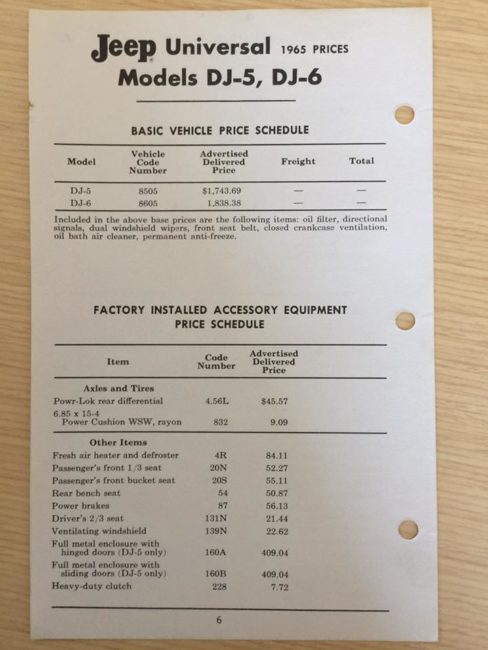 Jeep Universal 1965 PRICES
Models DJ-5, DJ-6
BASIC VEHICLE PRICE SCHEDULE
Model Vehicle Code Number Advertised Delivered Price Freight Total
DJ-5 8505 $1,743.69 — —
DJ-6 8605 1,838.38 — —
Included in the above base prices are the following items: oil filter, directional
signals, dual windshield wipers, front seat belt, closed crankcase ventilation,
oil bath air cleaner, permanent anti-freeze.
FACTORY INSTALLED ACCESSORY EQUIPMENT
PRICE SCHEDULE
Item Code Number Advertised Delivered Price
Axles and Tires
Powr-Lok rear differential 4.56L $45.57
6.85 x 15-4
Power Cushion WSW, rayon 832 9.09
Other Items
Fresh air heater and defroster 4R 84.11
Passenger's front 1/3 seat 20N 52.27
Passenger's front bucket seat 20S 55.11
Rear bench seat 54 50.87
Power brakes 87 56.13
Driver's 2/3 seat 131N 21.44
Ventilating windshield 139N 22.62
Full metal enclosure with
hinged doors (DJ-5 only) 160A 409.04
Full metal enclosure with
sliding doors (DJ-5 only) 160B 409.04
Heavy-duty clutch 228 7.72
6